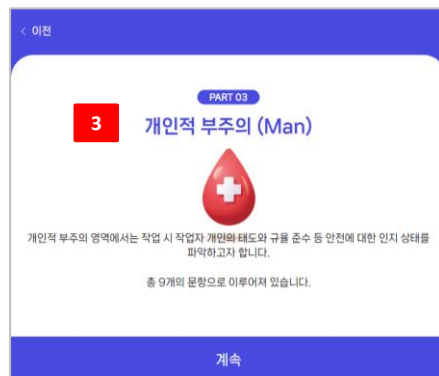 < 이전
PART 03
3
개인적 부주의 (Man)
개인적 부주의 영역에서는 작업 시 작업자 개인의 태도와 규율 준수 등 안전에 대한 인지 상태를
파악하고자 합니다.
총 9개의 문항으로 이루어져 있습니다.
계속